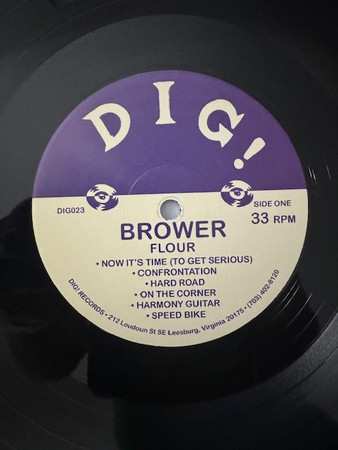 DIG!
DIG023
SIDE ONE
33 RPM
BROWER
FLOUR
• NOW IT'S TIME (TO GET SERIOUS)
• CONFRONTATION
• HARD ROAD
• ON THE CORNER
• HARMONY GUITAR
• SPEED BIKE
DIG! RECORDS • 212 Loudoun St SE Leesburg, Virginia 20175 • (703) 402-8120